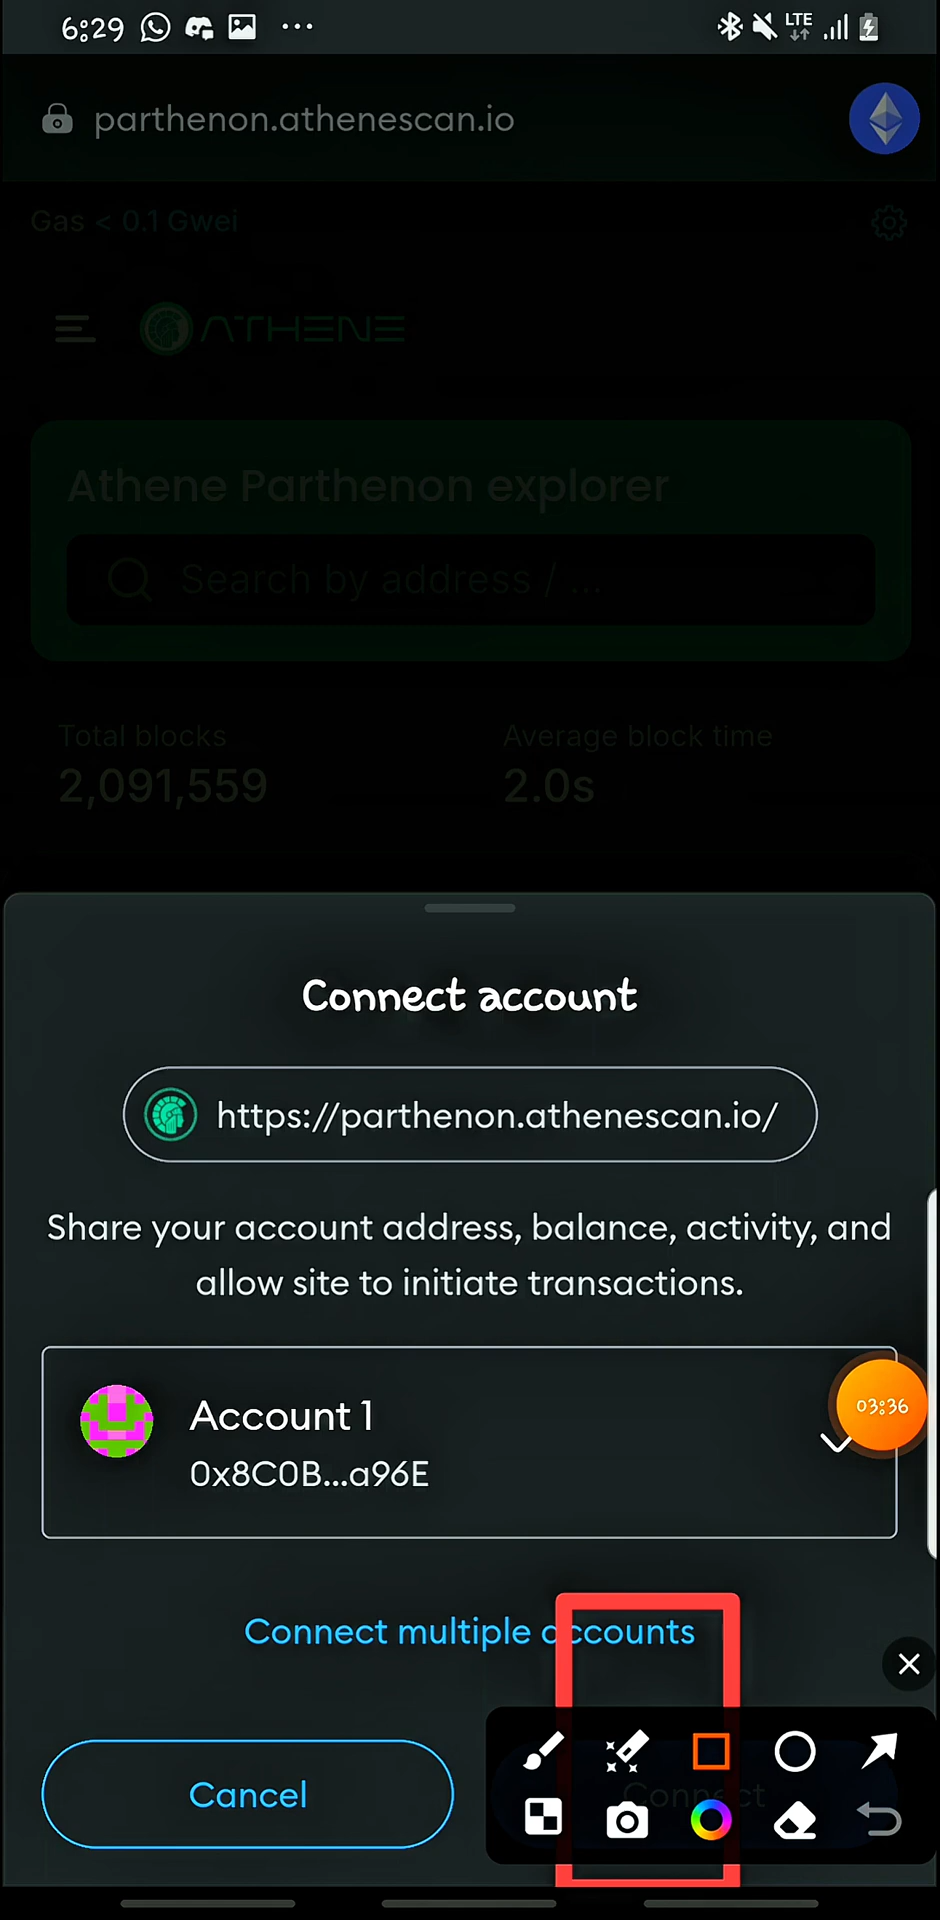 6:29
LTE
parthenon.athenescan.io
Gas < 0.1 Gwei
ATHENE
Athene Parthenon explorer
Search by address / ...
Total blocks
Average block time
2,091,559
2.0s
Connect account
https://parthenon.athenescan.io/
Share your account address, balance, activity, and
allow site to initiate transactions.
Account 1
03:36
0x8C0B...a96E
Connect multiple accounts
Cancel
Connect